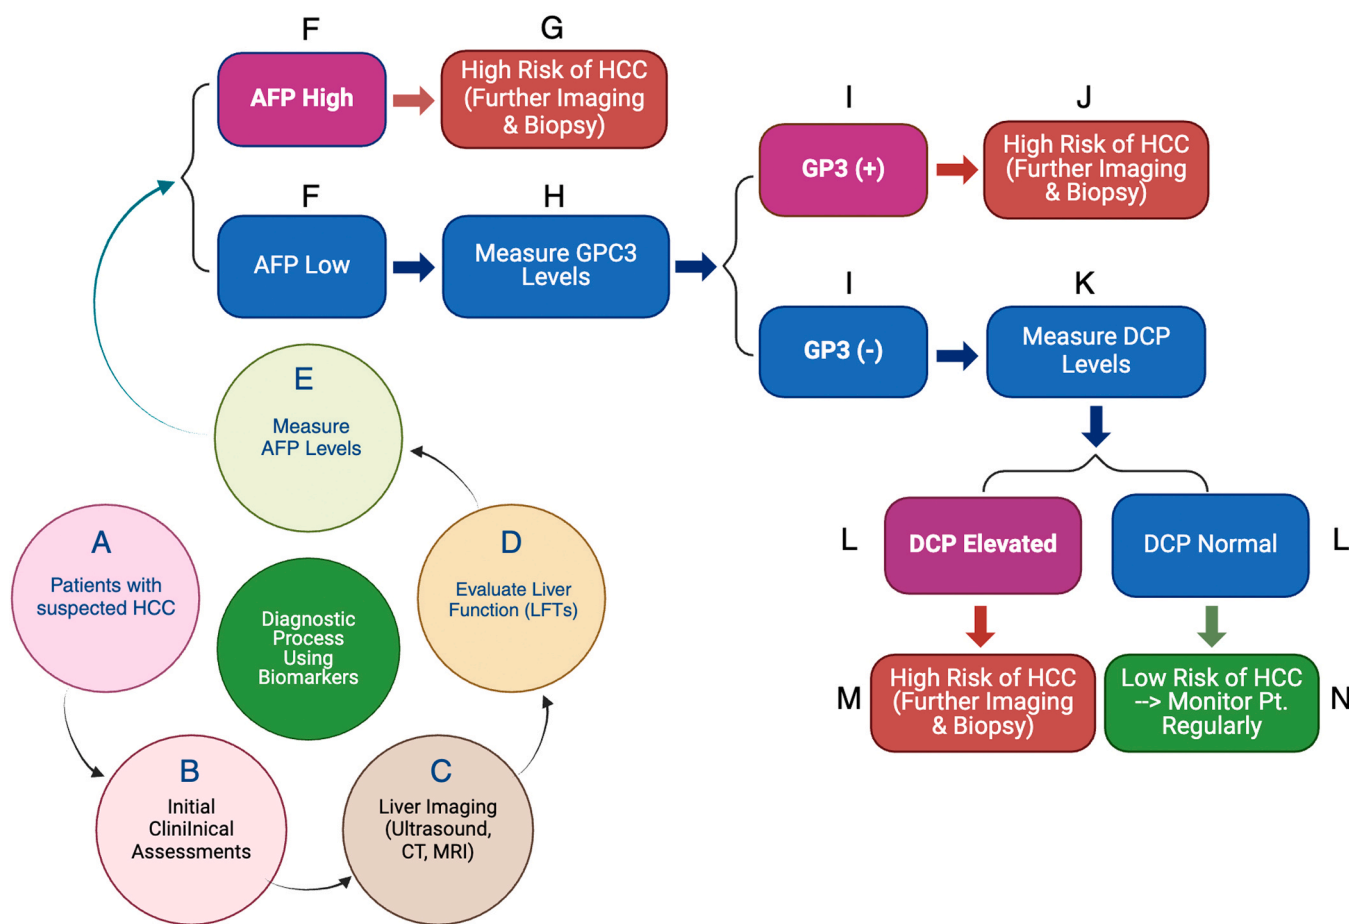 F
AFP High
G
High Risk of HCC
(Further Imaging
& Biopsy)
F
AFP Low
H
Measure GPC3
Levels
I
GP3 (+)
J
High Risk of HCC
(Further Imaging
& Biopsy)
I
GP3 (-)
K
Measure DCP
Levels
L
DCP Elevated
DCP Normal
L
M
High Risk of HCC
(Further Imaging
& Biopsy)
Low Risk of HCC
--> Monitor Pt.
Regularly
N
E
Measure
AFP Levels
A
Patients with
suspected HCC
Diagnostic
Process
Using
Biomarkers
D
Evaluate Liver
Function (LFTs)
B
Initial
CliniInical
Assessments
C
Liver Imaging
(Ultrasound,
CT, MRI)